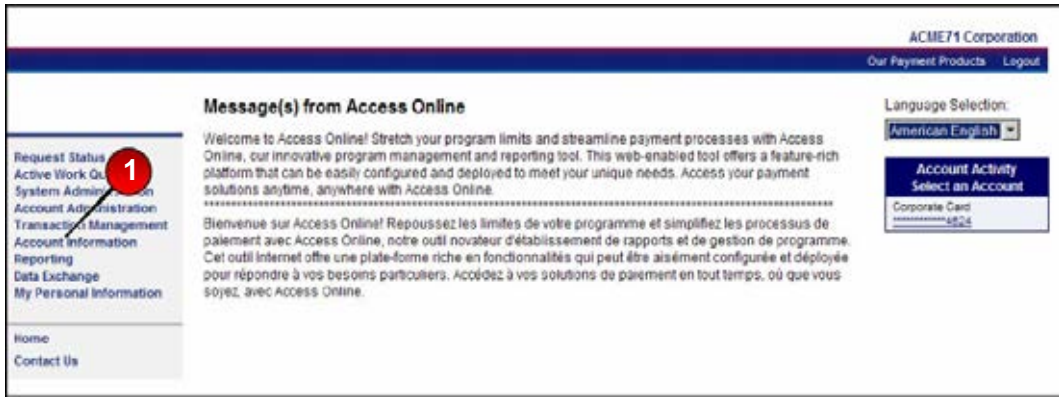 ACME71 Corporation
Our Payment Products Logout
Message(s) from Access Online
Welcome to Access Online! Stretch your program limits and streamline payment processes with Access
Online, our innovative program management and reporting tool. This web-enabled tool offers a feature-rich
platform that can be easily configured and deployed to meet your unique needs. Access your payment
solutions anytime, anywhere with Access Online.
Bienvenue sur Access Online! Repoussez les limites de votre programme et simplifiez les processus de
paiement avec Access Online, notre outil novateur d'établissement de rapports et de gestion de programme.
Cet outil Internet offre une plate-forme riche en fonctionnalités qui peut être aisément configurée et déployée
pour répondre à vos besoins particuliers. Accédez à vos solutions de paiement en tout temps, où que vous
soyez, avec Access Online.
Language Selection:
American English
Account Activity
Select an Account
Corporate Card
************4624
Request Status
Active Work
System
Account Administration
Transaction Management
Account Information
Reporting
Data Exchange
My Personal Information
Home
Contact Us
1